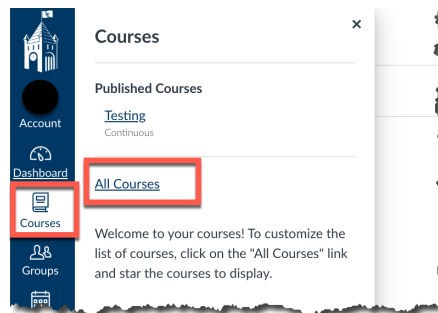 Courses
×
Published Courses
Testing
Continuous
All Courses
Welcome to your courses! To customize the
list of courses, click on the "All Courses" link
and star the courses to display.
Account
Dashboard
Courses
Groups